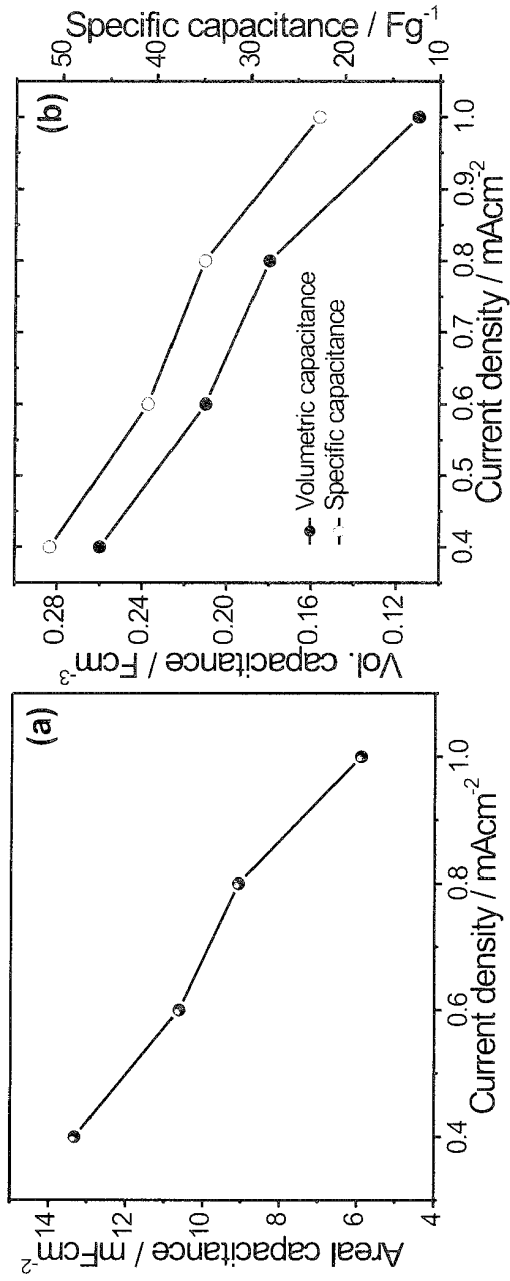 (a)
Areal capacitance / mFcm-2
14
12
10
8
6
4
0.4 0.6 0.8 1.0
Current density / mAcm-2
(b)
Vol. capacitance / Fcm-3
0.28
0.24
0.20
0.16
0.12
Specific capacitance / Fg-1
50
40
30
20
10
Volumetric capacitance
Specific capacitance
0.4 0.5 0.6 0.7 0.8 0.9 1.0
Current density / mAcm-2